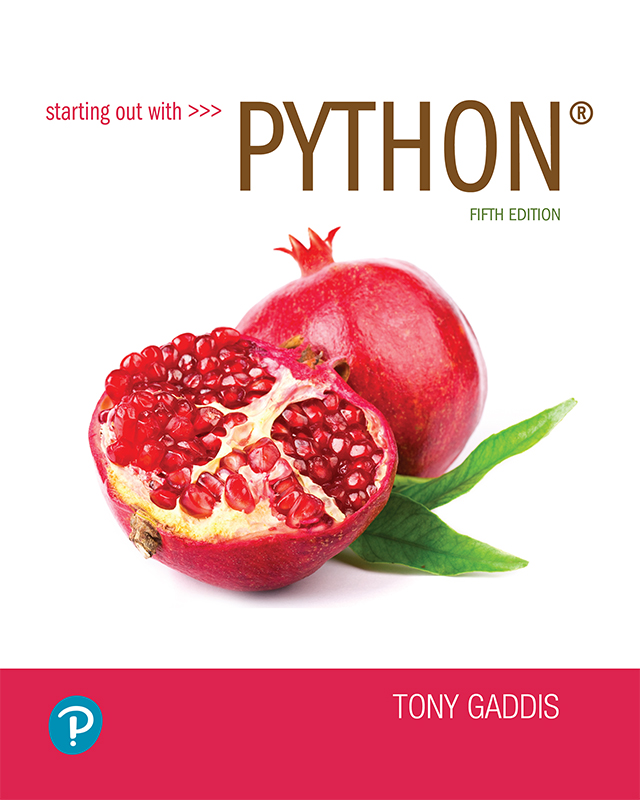 starting out with >>> PYTHON®
FIFTH EDITION
TONY GADDIS
P